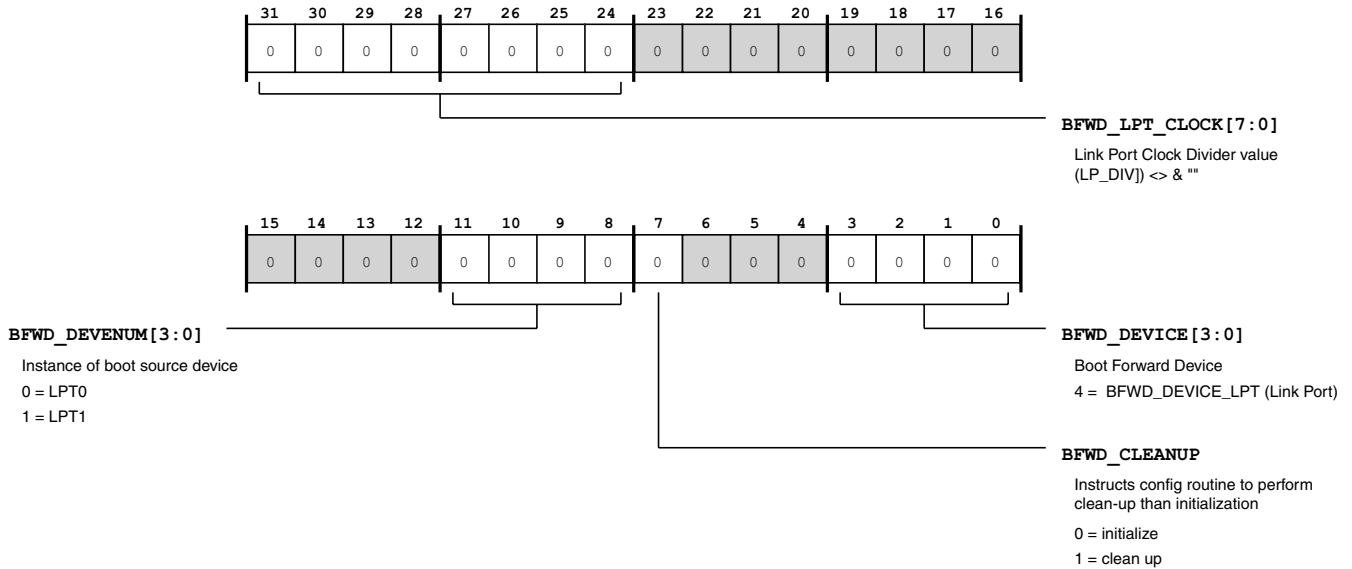 31 30 29 28 27 26 25 24 23 22 21 20 19 18 17 16
0 0 0 0 0 0 0 0 0 0 0 0 0 0 0 0
BFWD_LPT_CLOCK[7:0]
Link Port Clock Divider value
(LP_DIV]) <> & ""
15 14 13 12 11 10 9 8 7 6 5 4 3 2 1 0
0 0 0 0 0 0 0 0 0 0 0 0 0 0 0 0
BFWD_DEVENUM[3:0]
Instance of boot source device
0 = LPT0
1 = LPT1
BFWD_DEVICE[3:0]
Boot Forward Device
4 = BFWD_DEVICE_LPT (Link Port)
BFWD_CLEANUP
Instructs config routine to perform
clean-up than initialization
0 = initialize
1 = clean up